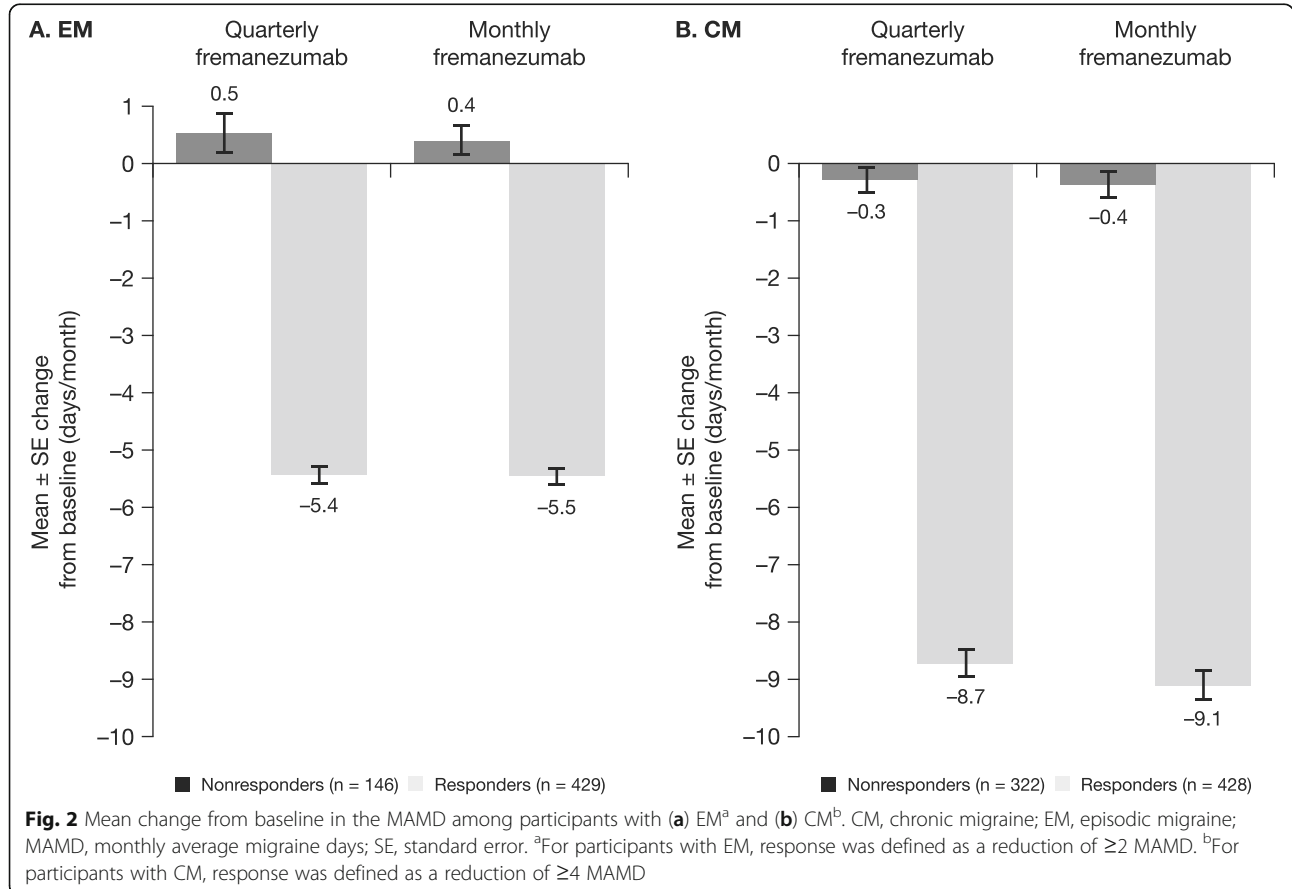 A. EM
Quarterly
fremanezumab
Monthly
fremanezumab
Mean ± SE change
from baseline (days/month)
1
0
–1
–2
–3
–4
–5
–6
–7
–8
–9
–10
0.5
–5.4
0.4
–5.5
Nonresponders (n = 146)
Responders (n = 429)
B. CM
Quarterly
fremanezumab
Monthly
fremanezumab
Mean ± SE change
from baseline (days/month)
0
–1
–2
–3
–4
–5
–6
–7
–8
–9
–10
–0.3
–8.7
–0.4
–9.1
Nonresponders (n = 322)
Responders (n = 428)
Fig. 2 Mean change from baseline in the MAMD among participants with (a) EMᵃ and (b) CMᵇ. CM, chronic migraine; EM, episodic migraine;
MAMD, monthly average migraine days; SE, standard error. ᵃFor participants with EM, response was defined as a reduction of ≥2 MAMD. ᵇFor
participants with CM, response was defined as a reduction of ≥4 MAMD